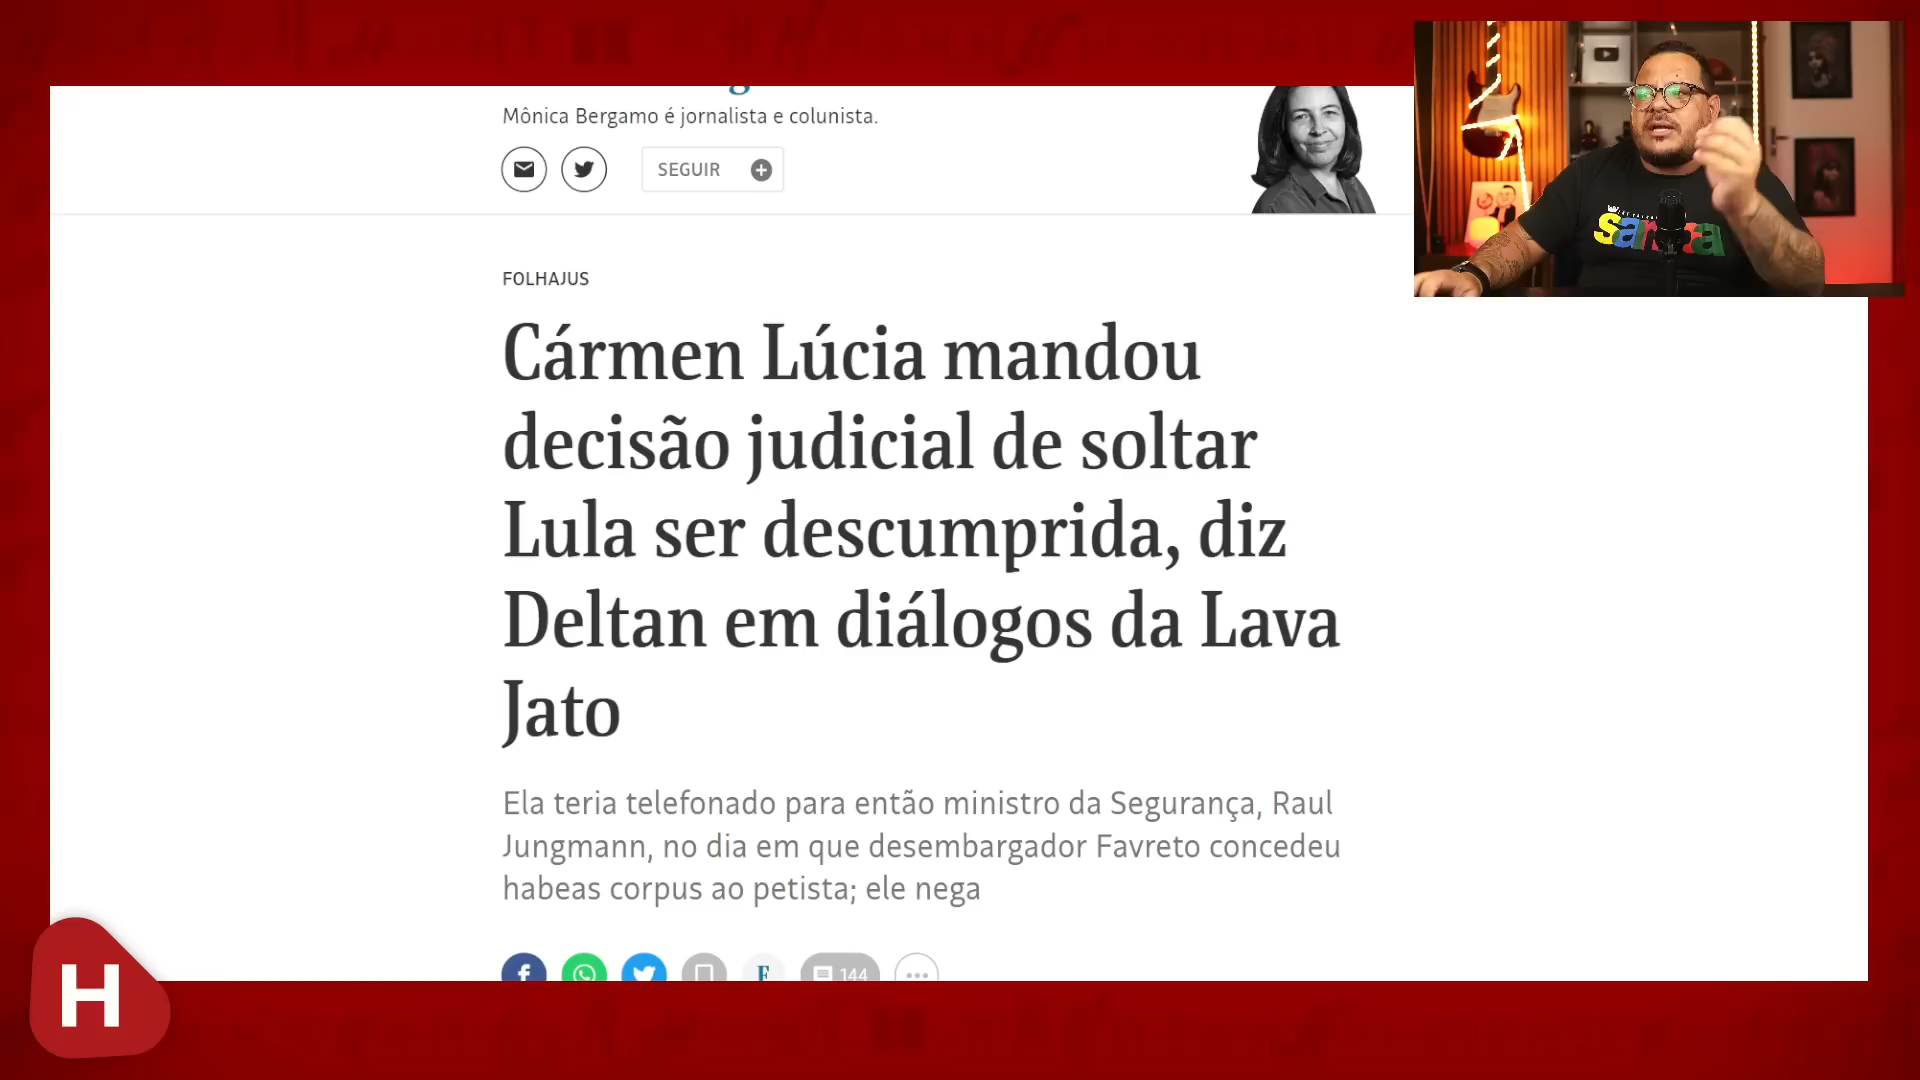 Mônica Bergamo é jornalista e colunista.
SEGUIR
FOLHAJUS
Cármen Lúcia mandou
decisão judicial de soltar
Lula ser descumprida, diz
Deltan em diálogos da Lava
Jato
Ela teria telefonado para então ministro da Segurança, Raul
Jungmann, no dia em que desembargador Favreto concedeu
habeas corpus ao petista; ele nega
144
H